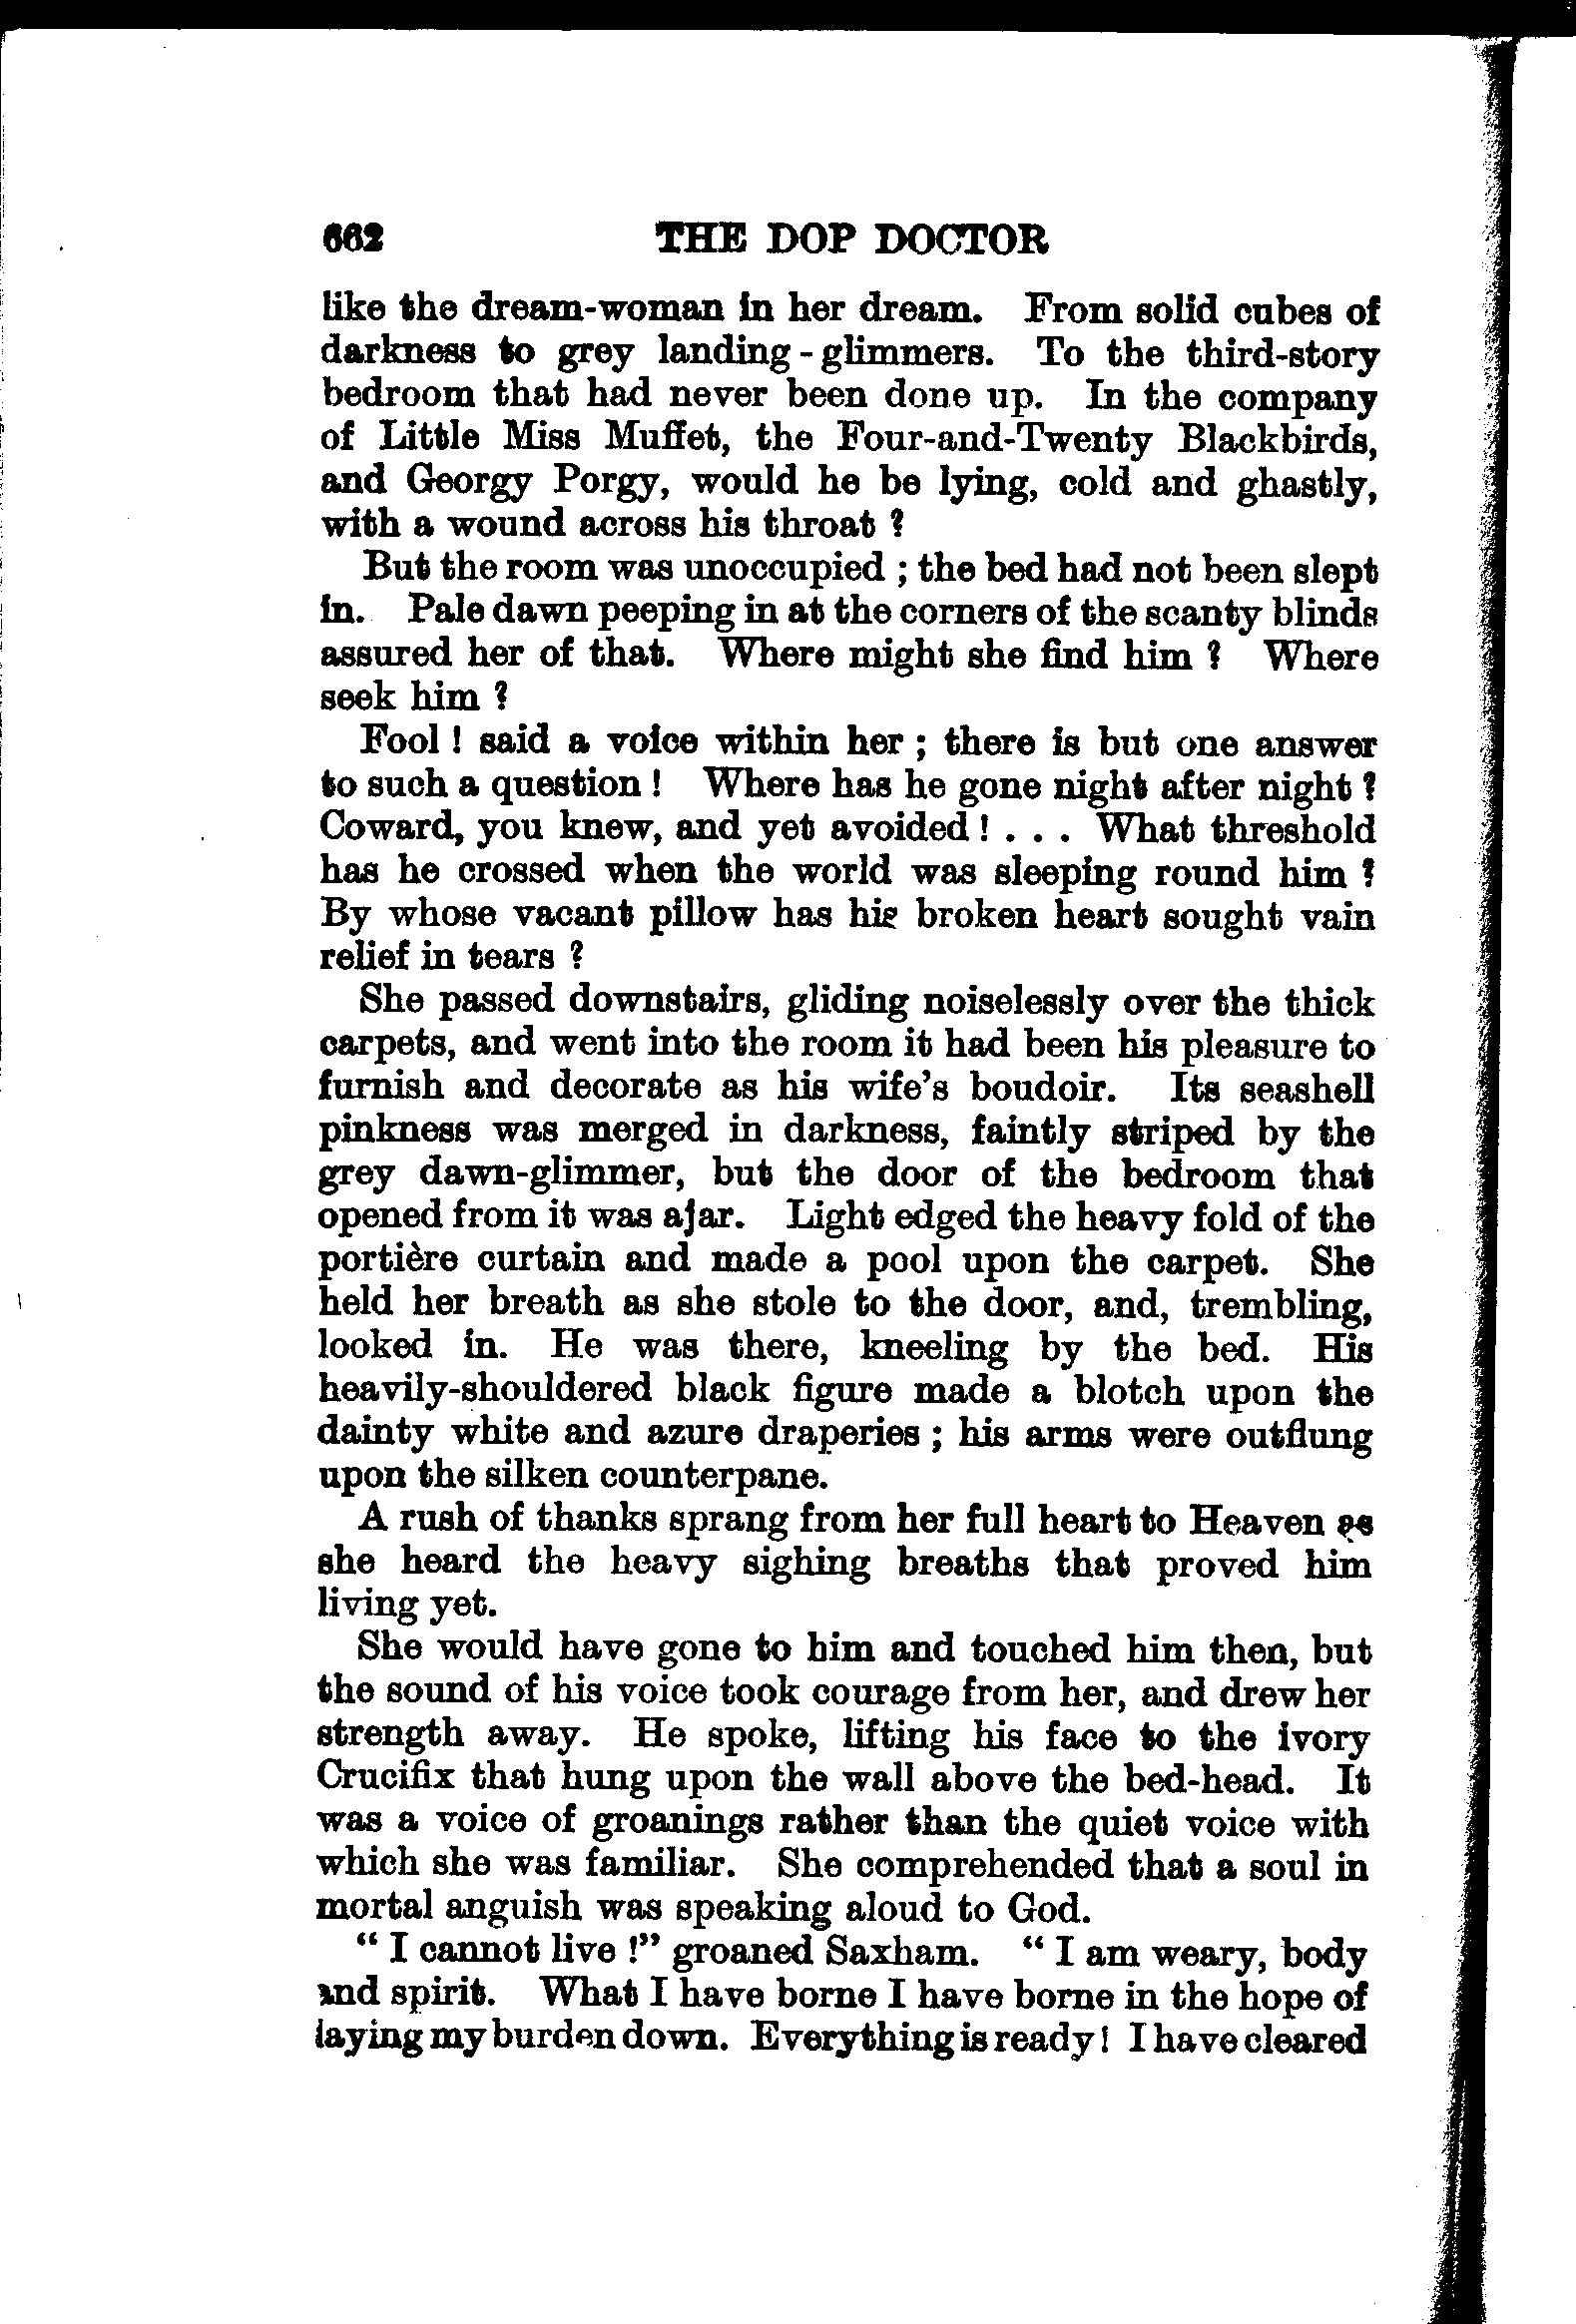 662 THE DOP DOCTOR
like the dream-woman in her dream. From solid cubes of
darkness to grey landing-glimmers. To the third-story
bedroom that had never been done up. In the company
of Little Miss Muffet, the Four-and-Twenty Blackbirds,
and Georgy Porgy, would he be lying, cold and ghastly,
with a wound across his throat ?
But the room was unoccupied ; the bed had not been slept
in. Pale dawn peeping in at the corners of the scanty blinds
assured her of that. Where might she find him ? Where
seek him ?
Fool ! said a voice within her ; there is but one answer
to such a question ! Where has he gone night after night ?
Coward, you knew, and yet avoided ! . . . What threshold
has he crossed when the world was sleeping round him ?
By whose vacant pillow has his broken heart sought vain
relief in tears ?
She passed downstairs, gliding noiselessly over the thick
carpets, and went into the room it had been his pleasure to
furnish and decorate as his wife's boudoir. Its seashell
pinkness was merged in darkness, faintly striped by the
grey dawn-glimmer, but the door of the bedroom that
opened from it was ajar. Light edged the heavy fold of the
portière curtain and made a pool upon the carpet. She
held her breath as she stole to the door, and, trembling,
looked in. He was there, kneeling by the bed. His
heavily-shouldered black figure made a blotch upon the
dainty white and azure draperies ; his arms were outflung
upon the silken counterpane.
A rush of thanks sprang from her full heart to Heaven as
she heard the heavy sighing breaths that proved him
living yet.
She would have gone to him and touched him then, but
the sound of his voice took courage from her, and drew her
strength away. He spoke, lifting his face to the ivory
Crucifix that hung upon the wall above the bed-head. It
was a voice of groanings rather than the quiet voice with
which she was familiar. She comprehended that a soul in
mortal anguish was speaking aloud to God.
“ I cannot live !” groaned Saxham. “ I am weary, body
and spirit. What I have borne I have borne in the hope of
laying my burden down. Everything is ready ! I have cleared